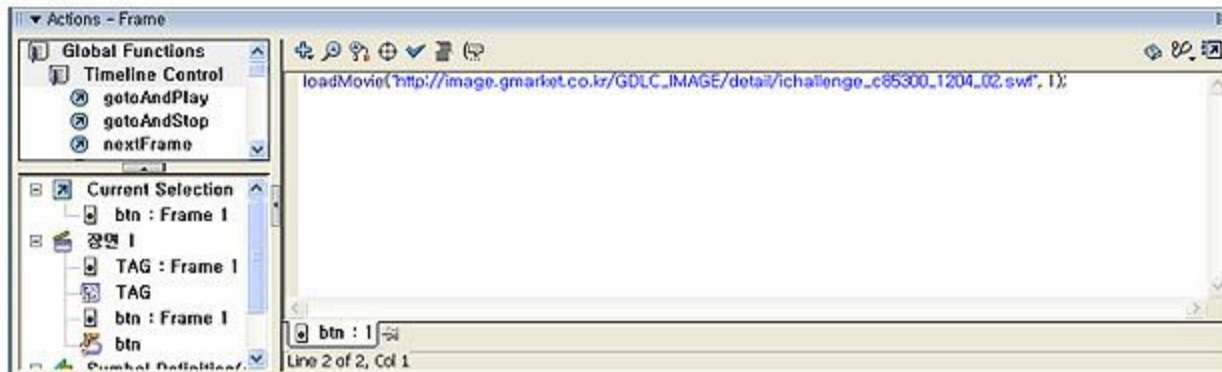 Actions - Frame
Global Functions
Timeline Control
gotoAndPlay
gotoAndStop
nextFrame
loadMovie("http://image.gmarket.co.kr/GDLC_IMAGE/detail/ichallenge_c85300_1204_02.swf", 1);
Current Selection
btn : Frame 1
장면 1
TAG : Frame 1
TAG
btn : Frame 1
btn
btn : 1
Line 2 of 2, Col 1